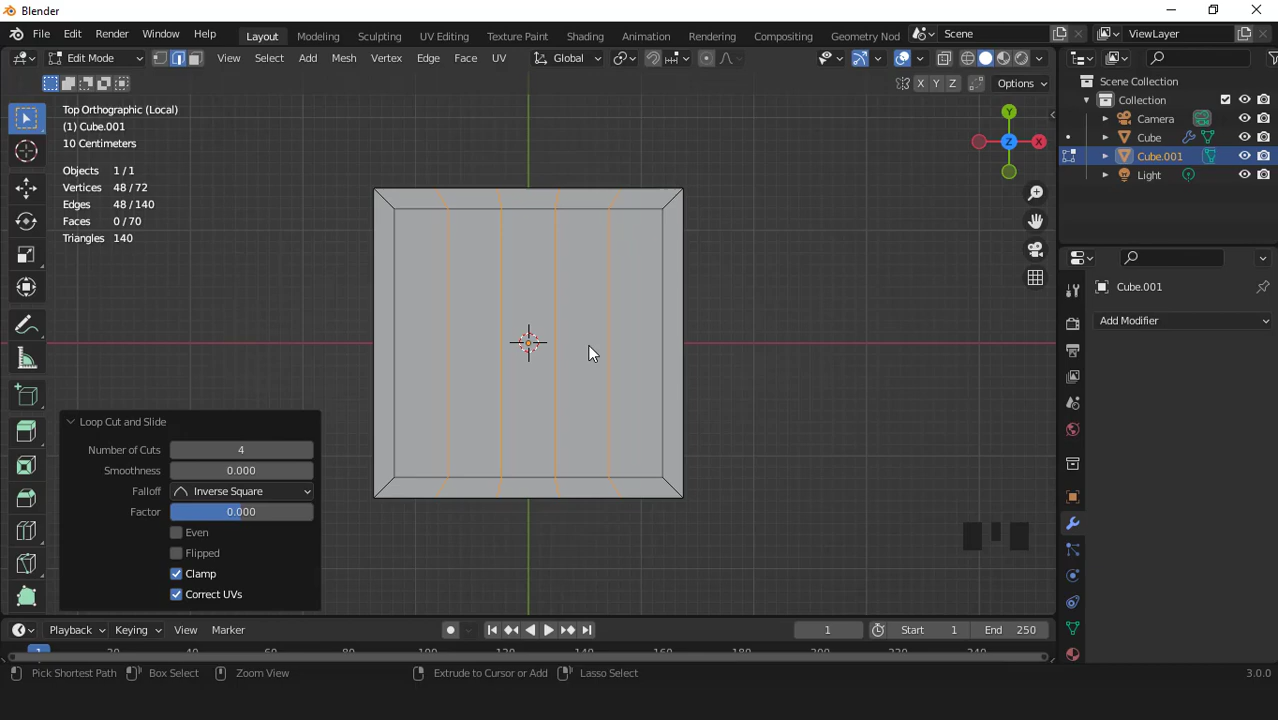 Blender
File Edit Render Window Help Layout Modeling Sculpting UV Editing Texture Paint Shading Animation Rendering Compositing Geometry Nod Scene ViewLayer
Edit Mode View Select Add Mesh Vertex Edge Face UV Global
X Y Z Options
Top Orthographic (Local)
(1) Cube.001
10 Centimeters
Objects 1 / 1
Vertices 48 / 72
Edges 48 / 140
Faces 0 / 70
Triangles 140
Y
Z X
Scene Collection
Collection
Camera
Cube
Cube.001
Light
Cube.001
Add Modifier
Loop Cut and Slide
Number of Cuts 4
Smoothness 0.000
Falloff Inverse Square
Factor 0.000
Even
Flipped
Clamp
Correct UVs
Playback Keying View Marker 1 Start 1 End 250
Pick Shortest Path Box Select Zoom View Extrude to Cursor or Add Lasso Select 3.0.0